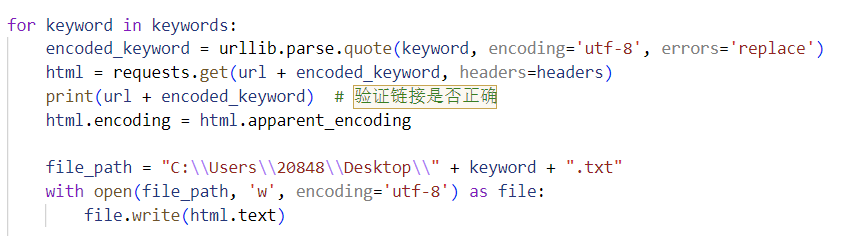 for keyword in keywords:
encoded_keyword = urllib.parse.quote(keyword, encoding='utf-8', errors='replace')
html = requests.get(url + encoded_keyword, headers=headers)
print(url + encoded_keyword)  # 验证链接是否正确
html.encoding = html.apparent_encoding
file_path = "C:\\Users\\20848\\Desktop\\" + keyword + ".txt"
with open(file_path, 'w', encoding='utf-8') as file:
file.write(html.text)